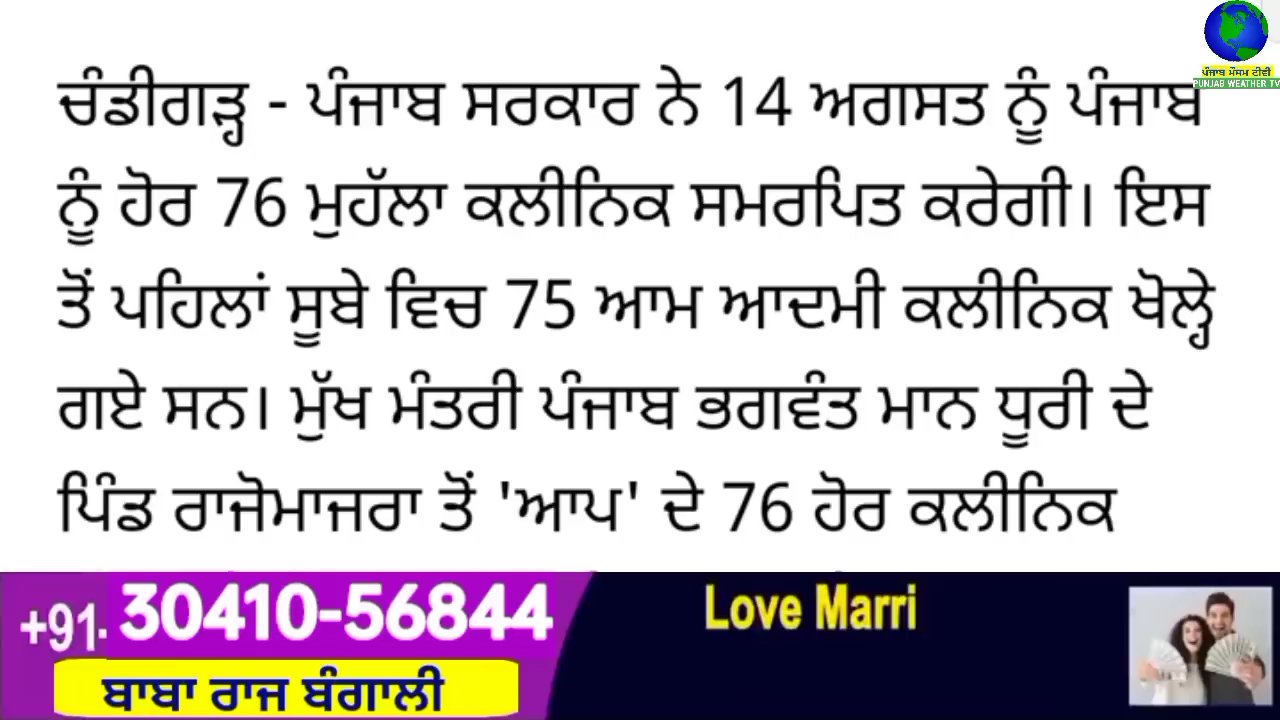 ਪੰਜਾਬ ਮੌਸਮ ਟੀਵੀ
PUNJAB WEATHER TV
ਚੰਡੀਗੜ੍ਹ - ਪੰਜਾਬ ਸਰਕਾਰ ਨੇ 14 ਅਗਸਤ ਨੂੰ ਪੰਜਾਬ
ਨੂੰ ਹੋਰ 76 ਮੁਹੱਲਾ ਕਲੀਨਿਕ ਸਮਰਪਿਤ ਕਰੇਗੀ। ਇਸ
ਤੋਂ ਪਹਿਲਾਂ ਸੂਬੇ ਵਿਚ 75 ਆਮ ਆਦਮੀ ਕਲੀਨਿਕ ਖੋਲ੍ਹੇ
ਗਏ ਸਨ। ਮੁੱਖ ਮੰਤਰੀ ਪੰਜਾਬ ਭਗਵੰਤ ਮਾਨ ਧੂਰੀ ਦੇ
ਪਿੰਡ ਰਾਜੋਮਾਜਰਾ ਤੋਂ 'ਆਪ' ਦੇ 76 ਹੋਰ ਕਲੀਨਿਕ
+91- 30410-56844
ਬਾਬਾ ਰਾਜ ਬੰਗਾਲੀ
Love Marri